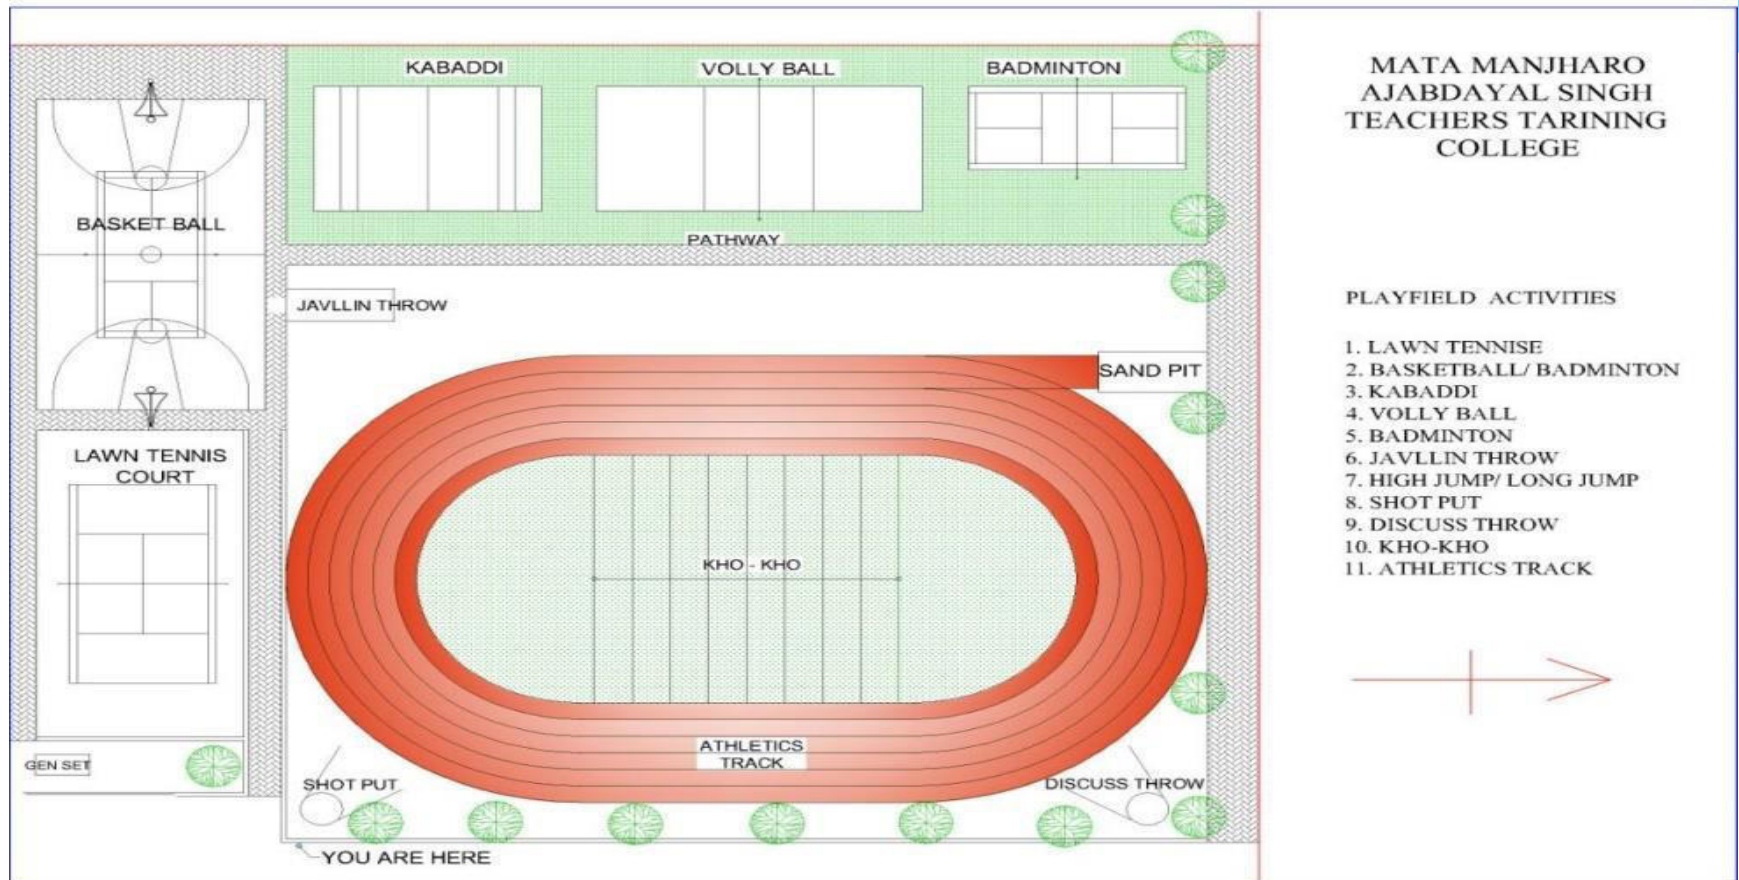 KABADDI
VOLLY BALL
BADMINTON
BASKET BALL
PATHWAY
JAVLLIN THROW
SAND PIT
LAWN TENNIS
COURT
KHO - KHO
ATHLETICS
TRACK
GEN SET
SHOT PUT
DISCUSS THROW
YOU ARE HERE
MATA MANJHARO
AJABDAYAL SINGH
TEACHERS TARINING
COLLEGE
PLAYFIELD ACTIVITIES
1. LAWN TENNISE
2. BASKETBALL/ BADMINTON
3. KABADDI
4. VOLLY BALL
5. BADMINTON
6. JAVLLIN THROW
7. HIGH JUMP/ LONG JUMP
8. SHOT PUT
9. DISCUSS THROW
10. KHO-KHO
11. ATHLETICS TRACK